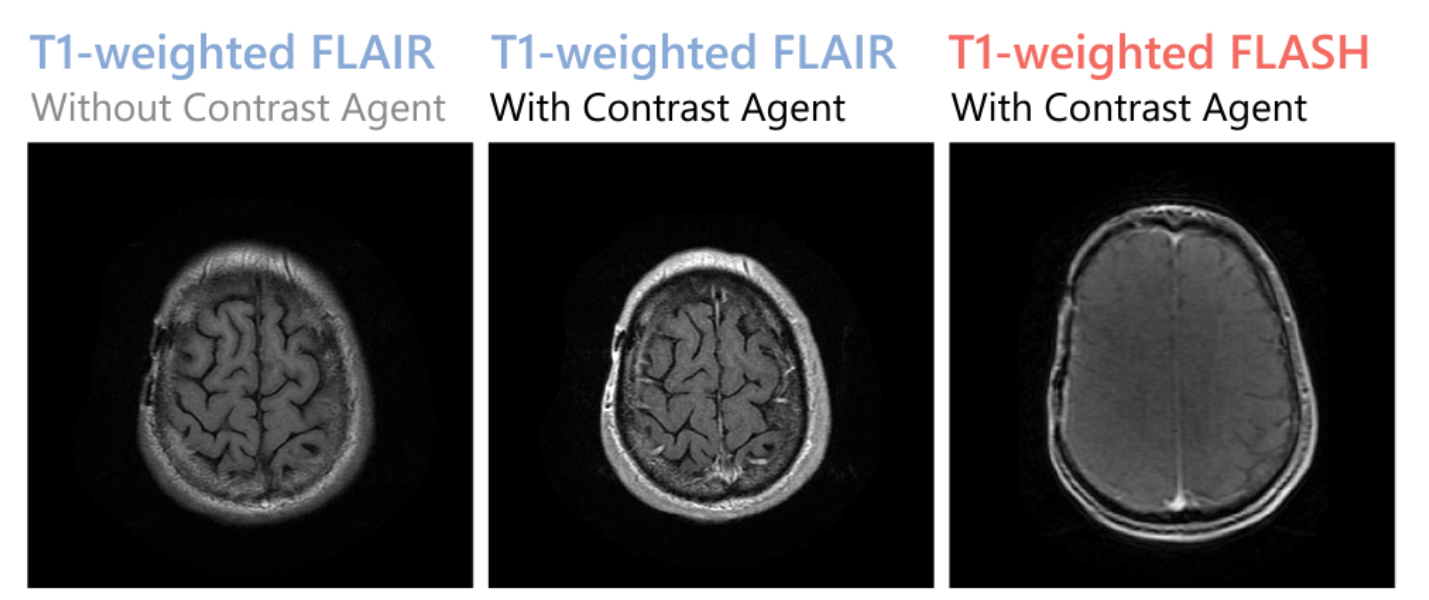 T1-weighted FLAIR
Without Contrast Agent
T1-weighted FLAIR
With Contrast Agent
T1-weighted FLASH
With Contrast Agent